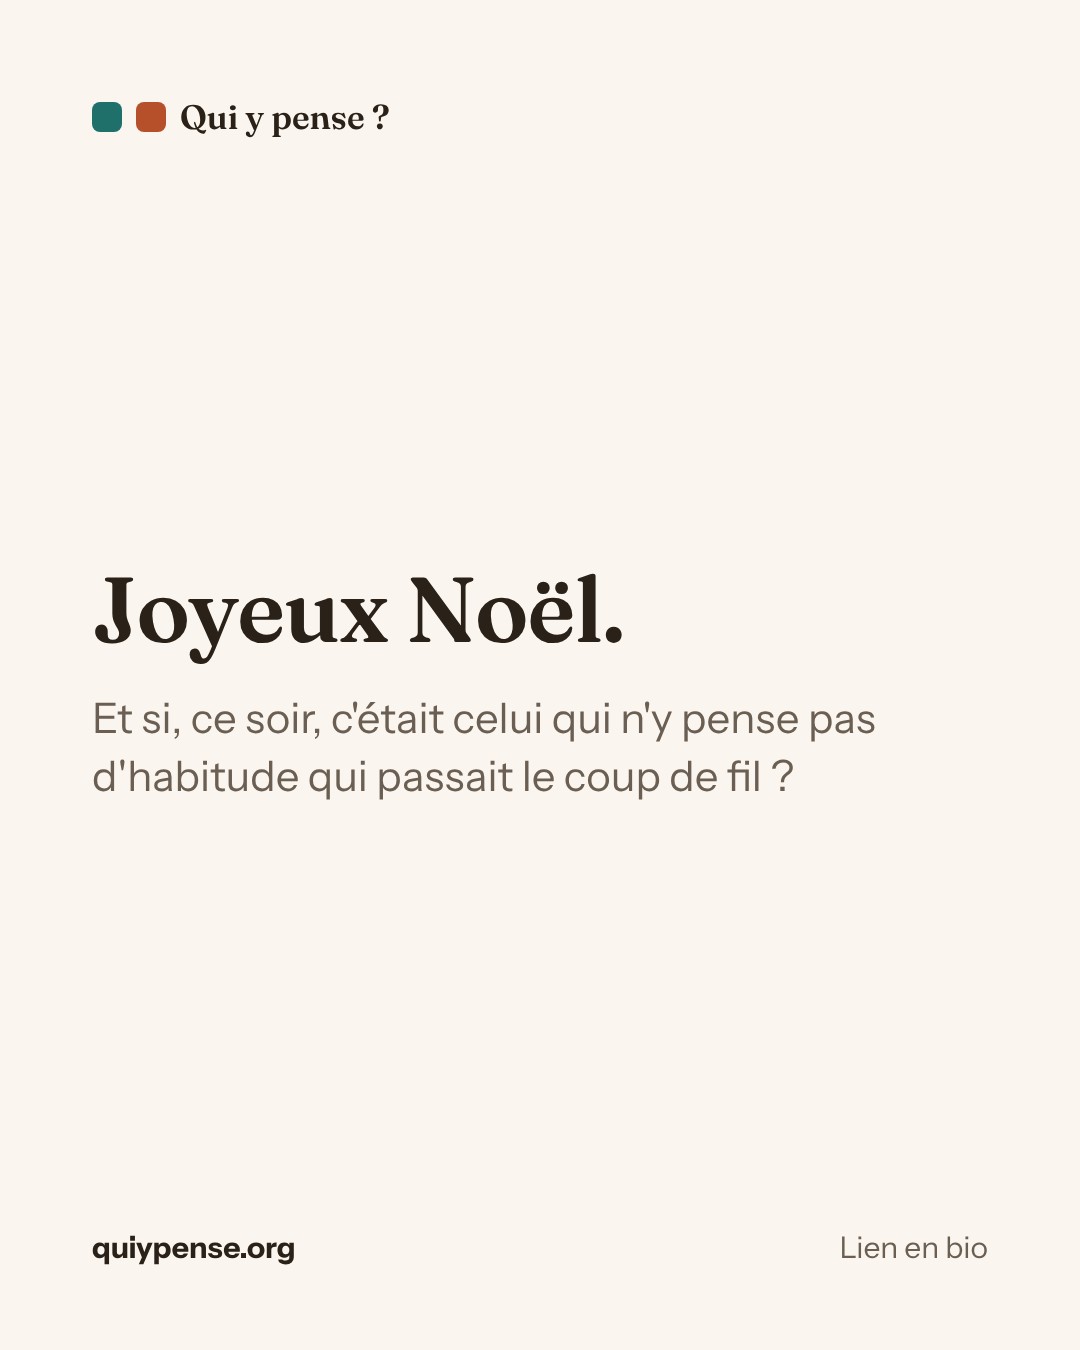 Qui y pense ?
Joyeux Noël.
Et si, ce soir, c'était celui qui n'y pense pas
d'habitude qui passait le coup de fil ?
quiypense.org
Lien en bio